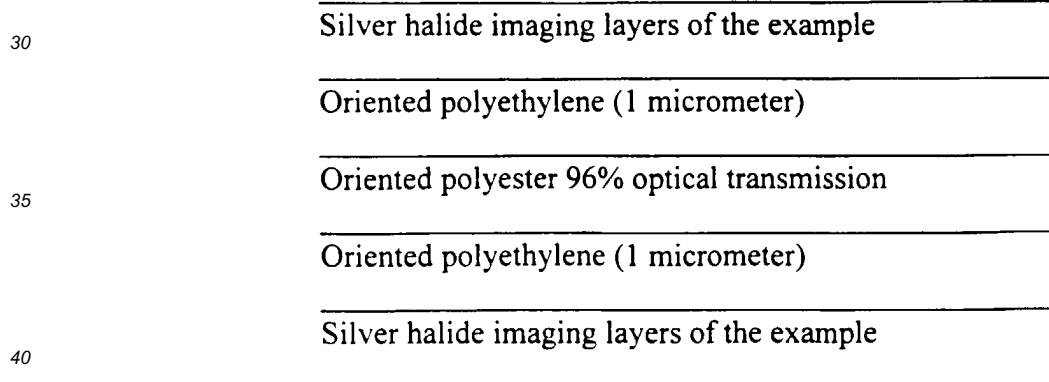 30
Silver halide imaging layers of the example
Oriented polyethylene (1 micrometer)
35
Oriented polyester 96% optical transmission
Oriented polyethylene (1 micrometer)
Silver halide imaging layers of the example
40